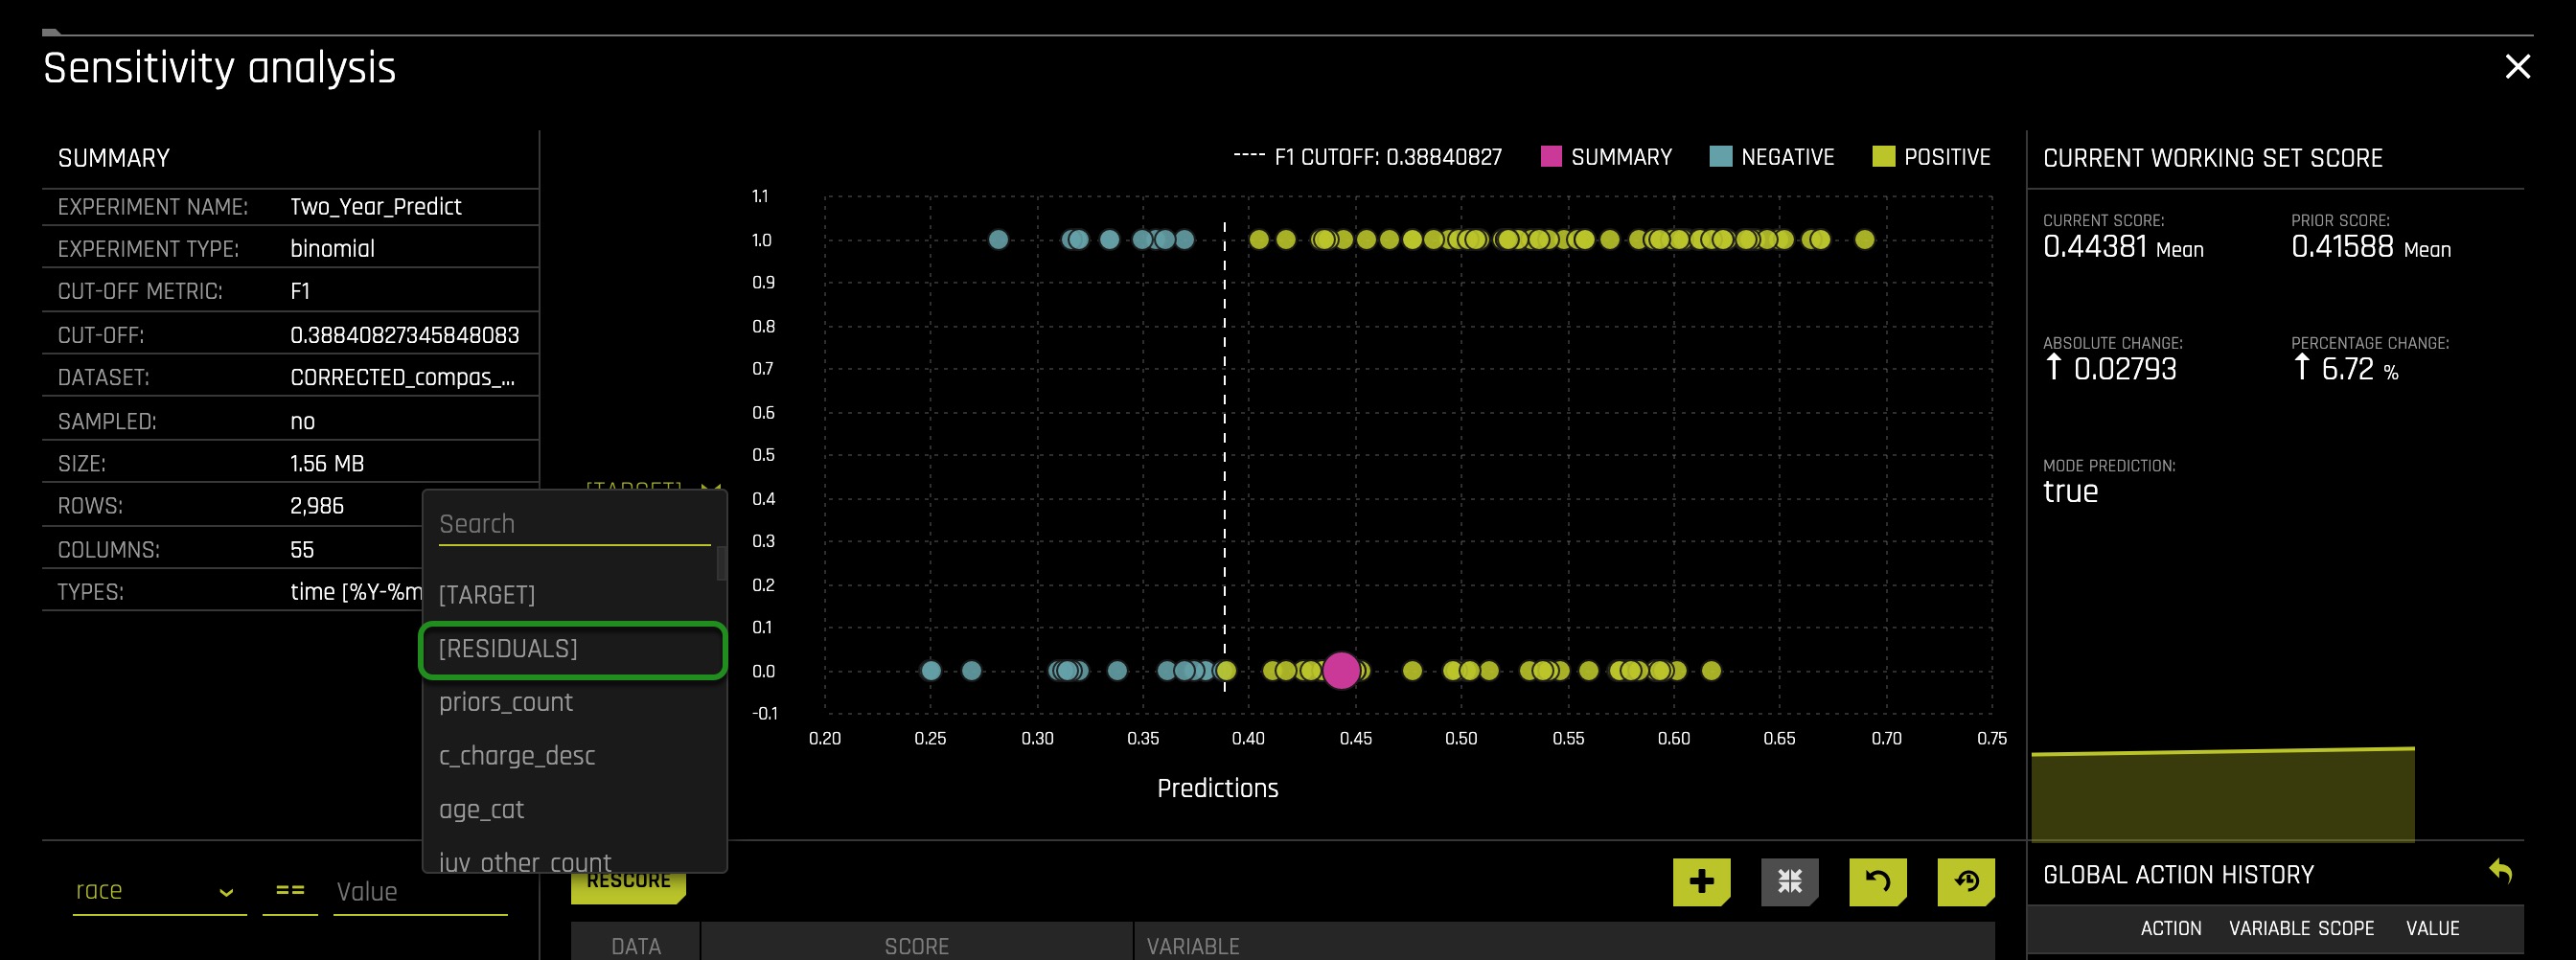 Sensitivity analysis
SUMMARY
EXPERIMENT NAME: Two_Year_Predict
EXPERIMENT TYPE: binomial
CUT-OFF METRIC: F1
CUT-OFF: 0.38840827345848083
DATASET: CORRECTED_compas_...
SAMPLED: no
SIZE: 1.56 MB
ROWS: 2,986
COLUMNS: 55
TYPES: time [%Y-%m
[TARGET]
Search
[TARGET]
[RESIDUALS]
priors_count
c_charge_desc
age_cat
juv_other_count
race == Value
F1 CUTOFF: 0.38840827 SUMMARY NEGATIVE POSITIVE
1.1
1.0
0.9
0.8
0.7
0.6
0.5
0.4
0.3
0.2
0.1
0.0
-0.1
0.20 0.25 0.30 0.35 0.40 0.45 0.50 0.55 0.60 0.65 0.70 0.75
Predictions
RESCORE
DATA SCORE VARIABLE
CURRENT WORKING SET SCORE
CURRENT SCORE: PRIOR SCORE:
0.44381 Mean 0.41588 Mean
ABSOLUTE CHANGE: PERCENTAGE CHANGE:
0.02793 6.72 %
MODE PREDICTION:
true
GLOBAL ACTION HISTORY
ACTION VARIABLE SCOPE VALUE